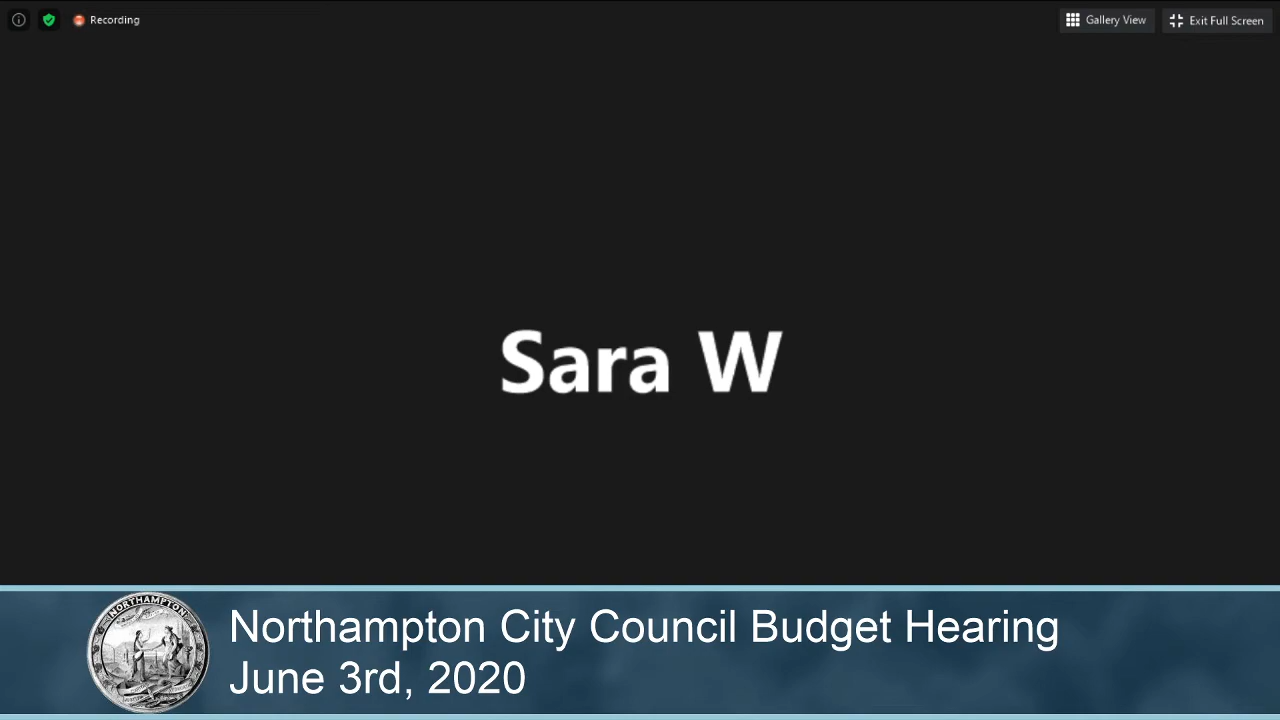 Recording
Gallery View
Exit Full Screen
Sara W
NORTHAMPTON
Northampton City Council Budget Hearing
June 3rd, 2020